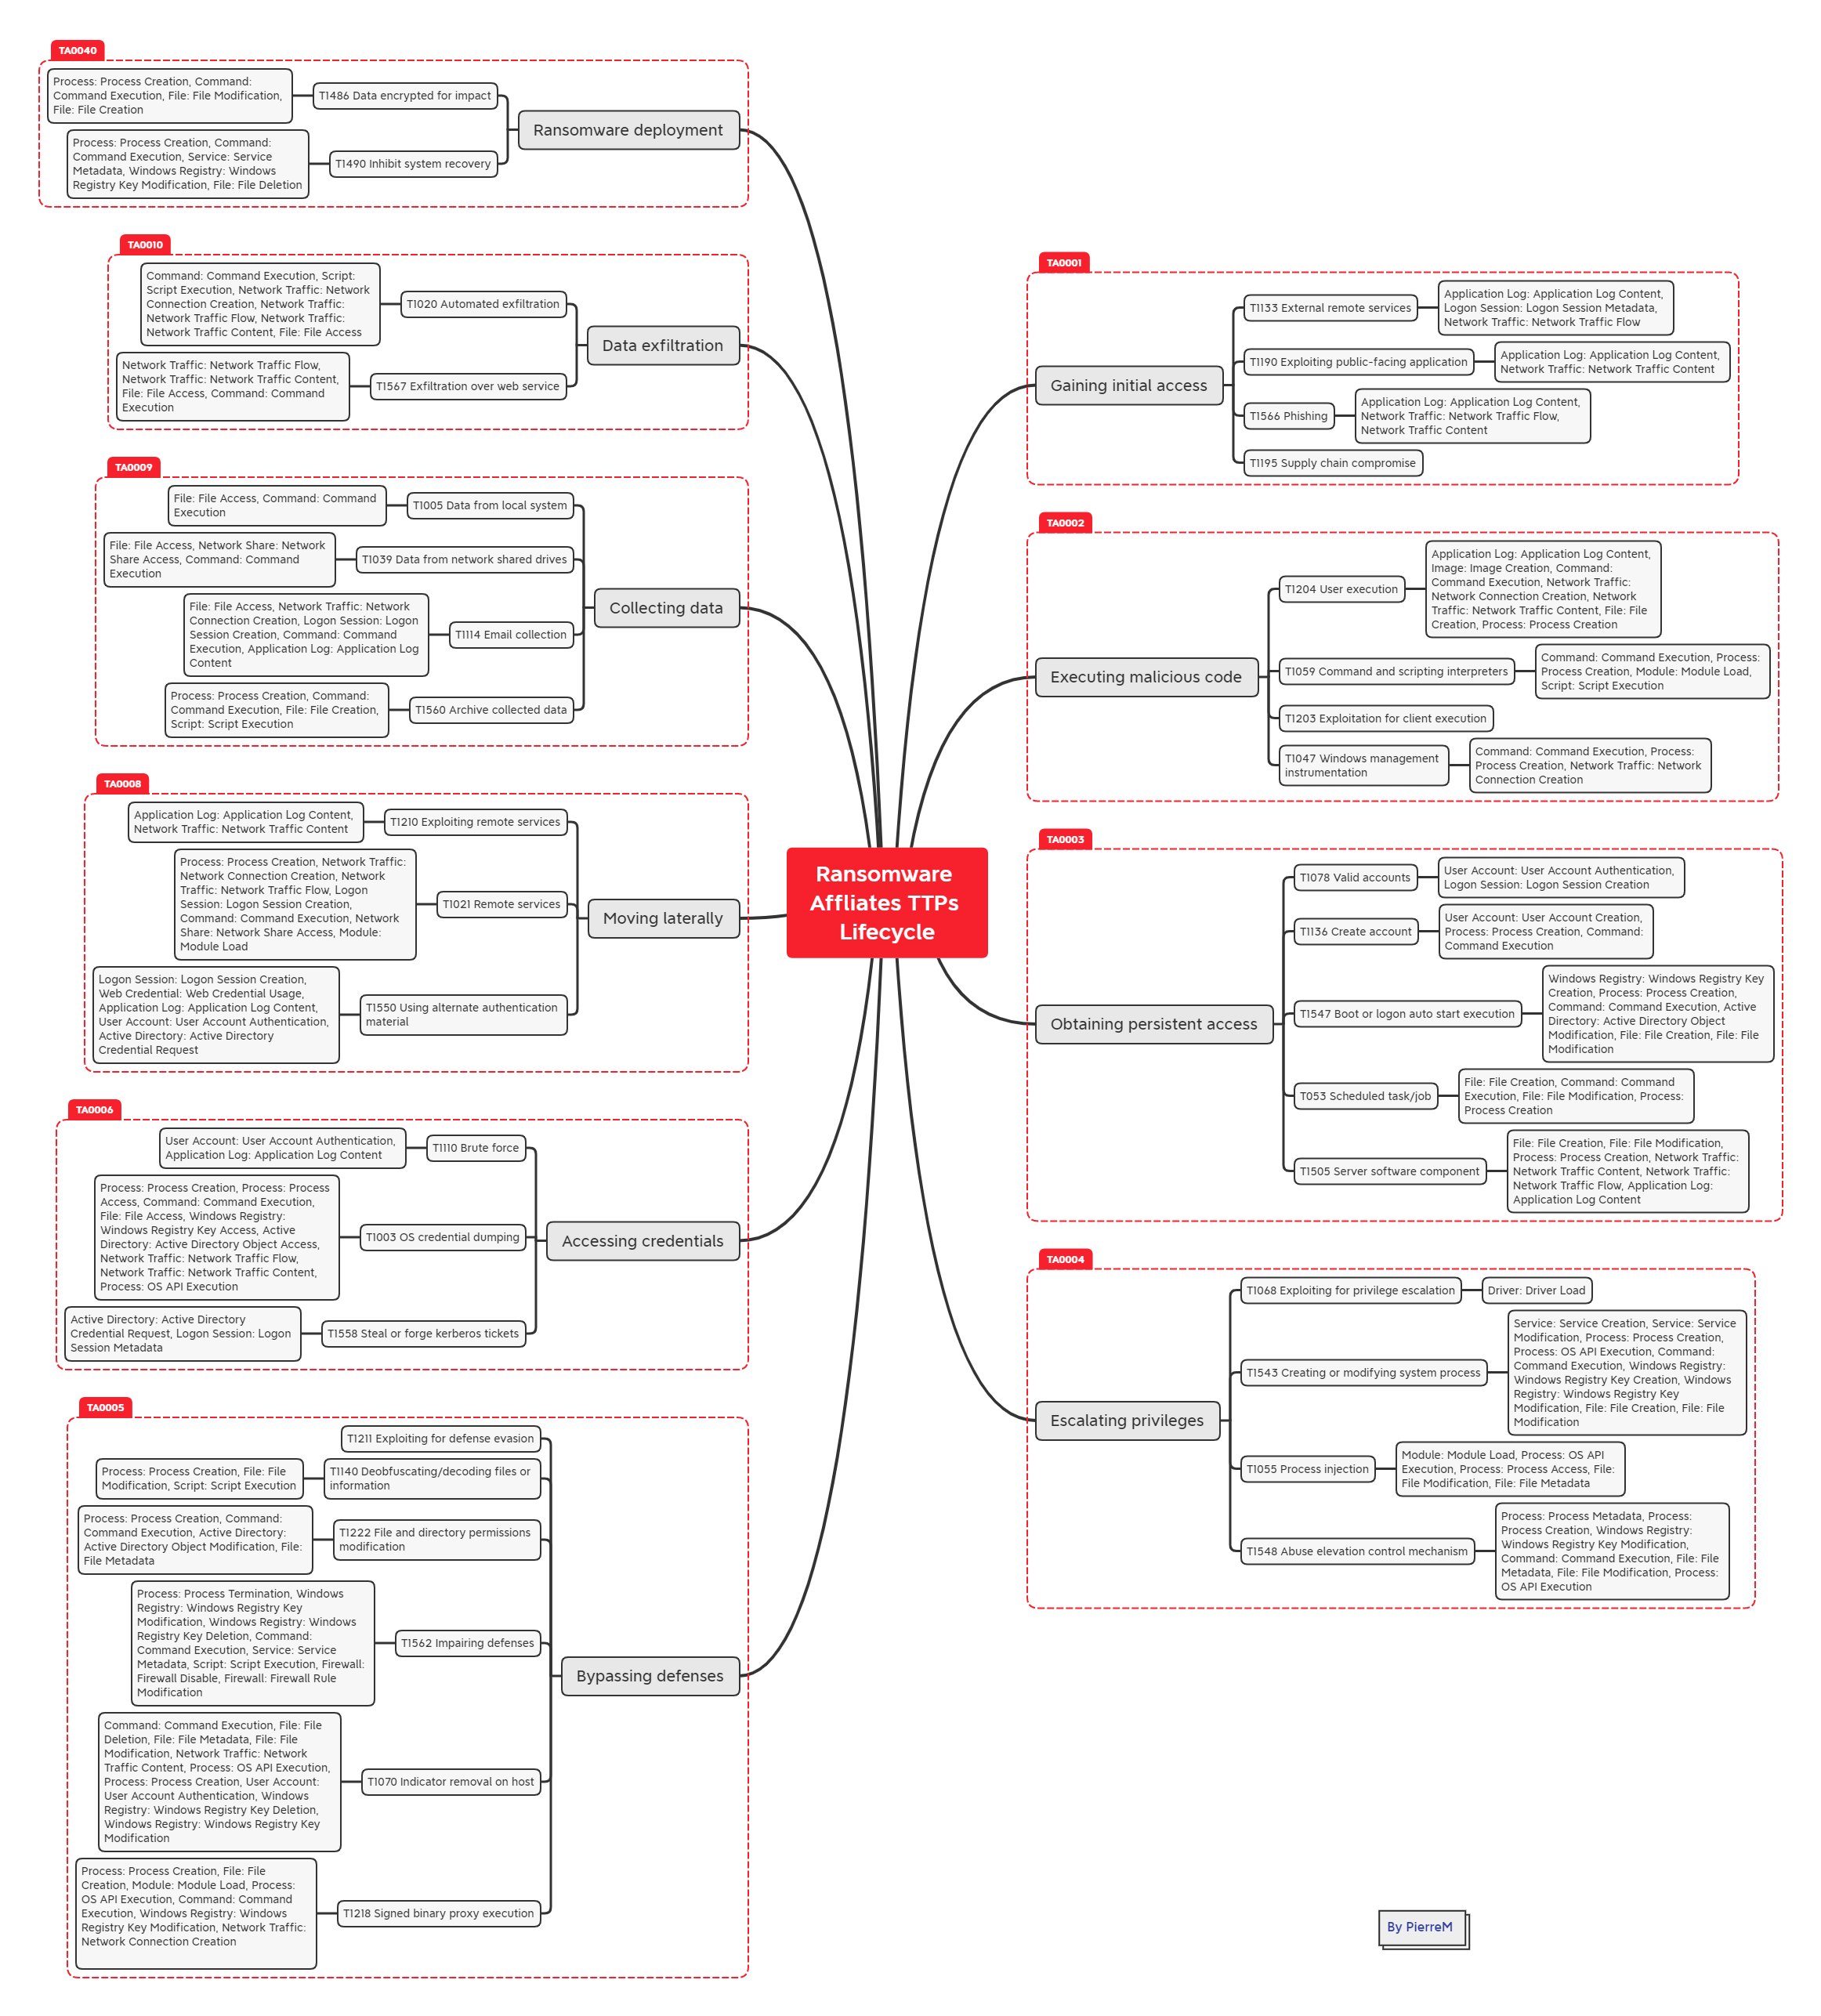 Ransomware
Affliates TTPs
Lifecycle
TA0001
Gaining initial access
T1133 External remote services
Application Log: Application Log Content,
Logon Session: Logon Session Metadata,
Network Traffic: Network Traffic Flow
T1190 Exploiting public-facing application
Application Log: Application Log Content,
Network Traffic: Network Traffic Content
T1566 Phishing
Application Log: Application Log Content,
Network Traffic: Network Traffic Flow,
Network Traffic Content
T1195 Supply chain compromise
TA0002
Executing malicious code
T1204 User execution
Application Log: Application Log Content,
Image: Image Creation, Command:
Command Execution, Network Traffic:
Network Connection Creation, Network
Traffic: Network Traffic Content, File: File
Creation, Process: Process Creation
T1059 Command and scripting interpreters
Command: Command Execution, Process:
Process Creation, Module: Module Load,
Script: Script Execution
T1203 Exploitation for client execution
T1047 Windows management
instrumentation
Command: Command Execution, Process:
Process Creation, Network Traffic: Network
Connection Creation
TA0003
Obtaining persistent access
T1078 Valid accounts
User Account: User Account Authentication,
Logon Session: Logon Session Creation
T1136 Create account
User Account: User Account Creation,
Process: Process Creation, Command:
Command Execution
T1547 Boot or logon auto start execution
Windows Registry: Windows Registry Key
Creation, Process: Process Creation,
Command: Command Execution, Active
Directory: Active Directory Object
Modification, File: File Creation, File: File
Modification
T053 Scheduled task/job
File: File Creation, Command: Command
Execution, File: File Modification, Process:
Process Creation
T1505 Server software component
File: File Creation, File: File Modification,
Process: Process Creation, Network Traffic:
Network Traffic Content, Network Traffic:
Network Traffic Flow, Application Log:
Application Log Content
TA0004
Escalating privileges
T1068 Exploiting for privilege escalation
Driver: Driver Load
T1543 Creating or modifying system process
Service: Service Creation, Service: Service
Modification, Process: Process Creation,
Process: OS API Execution, Command:
Command Execution, Windows Registry:
Windows Registry Key Creation, Windows
Registry: Windows Registry Key
Modification, File: File Creation, File: File
Modification
T1055 Process injection
Module: Module Load, Process: OS API
Execution, Process: Process Access, File:
File Modification, File: File Metadata
T1548 Abuse elevation control mechanism
Process: Process Metadata, Process:
Process Creation, Windows Registry:
Windows Registry Key Modification,
Command: Command Execution, File: File
Metadata, File: File Modification, Process:
OS API Execution
TA0005
Bypassing defenses
T1211 Exploiting for defense evasion
T1140 Deobfuscating/decoding files or
information
Process: Process Creation, File: File
Modification, Script: Script Execution
T1222 File and directory permissions
modification
Process: Process Creation, Command:
Command Execution, Active Directory:
Active Directory Object Modification, File:
File Metadata
T1562 Impairing defenses
Process: Process Termination, Windows
Registry: Windows Registry Key
Modification, Windows Registry: Windows
Registry Key Deletion, Command:
Command Execution, Service: Service
Metadata, Script: Script Execution, Firewall:
Firewall Disable, Firewall: Firewall Rule
Modification
T1070 Indicator removal on host
Command: Command Execution, File: File
Deletion, File: File Metadata, File: File
Modification, Network Traffic: Network
Traffic Content, Process: OS API Execution,
Process: Process Creation, User Account:
User Account Authentication, Windows
Registry: Windows Registry Key Deletion,
Windows Registry: Windows Registry Key
Modification
T1218 Signed binary proxy execution
Process: Process Creation, File: File
Creation, Module: Module Load, Process:
OS API Execution, Command: Command
Execution, Windows Registry: Windows
Registry Key Modification, Network Traffic:
Network Connection Creation
TA0006
Accessing credentials
T1110 Brute force
User Account: User Account Authentication,
Application Log: Application Log Content
T1003 OS credential dumping
Process: Process Creation, Process: Process
Access, Command: Command Execution,
File: File Access, Windows Registry:
Windows Registry Key Access, Active
Directory: Active Directory Object Access,
Network Traffic: Network Traffic Flow,
Network Traffic: Network Traffic Content,
Process: OS API Execution
T1558 Steal or forge kerberos tickets
Active Directory: Active Directory
Credential Request, Logon Session: Logon
Session Metadata
TA0008
Moving laterally
T1210 Exploiting remote services
Application Log: Application Log Content,
Network Traffic: Network Traffic Content
T1021 Remote services
Process: Process Creation, Network Traffic:
Network Connection Creation, Network
Traffic: Network Traffic Flow, Logon
Session: Logon Session Creation,
Command: Command Execution, Network
Share: Network Share Access, Module:
Module Load
T1550 Using alternate authentication
material
Logon Session: Logon Session Creation,
Web Credential: Web Credential Usage,
Application Log: Application Log Content,
User Account: User Account Authentication,
Active Directory: Active Directory
Credential Request
TA0009
Collecting data
T1005 Data from local system
File: File Access, Command: Command
Execution
T1039 Data from network shared drives
File: File Access, Network Share: Network
Share Access, Command: Command
Execution
T1114 Email collection
File: File Access, Network Traffic: Network
Connection Creation, Logon Session: Logon
Session Creation, Command: Command
Execution, Application Log: Application Log
Content
T1560 Archive collected data
Process: Process Creation, Command:
Command Execution, File: File Creation,
Script: Script Execution
TA0010
Data exfiltration
T1020 Automated exfiltration
Command: Command Execution, Script:
Script Execution, Network Traffic: Network
Connection Creation, Network Traffic:
Network Traffic Flow, Network Traffic:
Network Traffic Content, File: File Access
T1567 Exfiltration over web service
Network Traffic: Network Traffic Flow,
Network Traffic: Network Traffic Content,
File: File Access, Command: Command
Execution
TA0040
Ransomware deployment
T1486 Data encrypted for impact
Process: Process Creation, Command:
Command Execution, File: File Modification,
File: File Creation
T1490 Inhibit system recovery
Process: Process Creation, Command:
Command Execution, Service: Service
Metadata, Windows Registry: Windows
Registry Key Modification, File: File Deletion
By PierreM